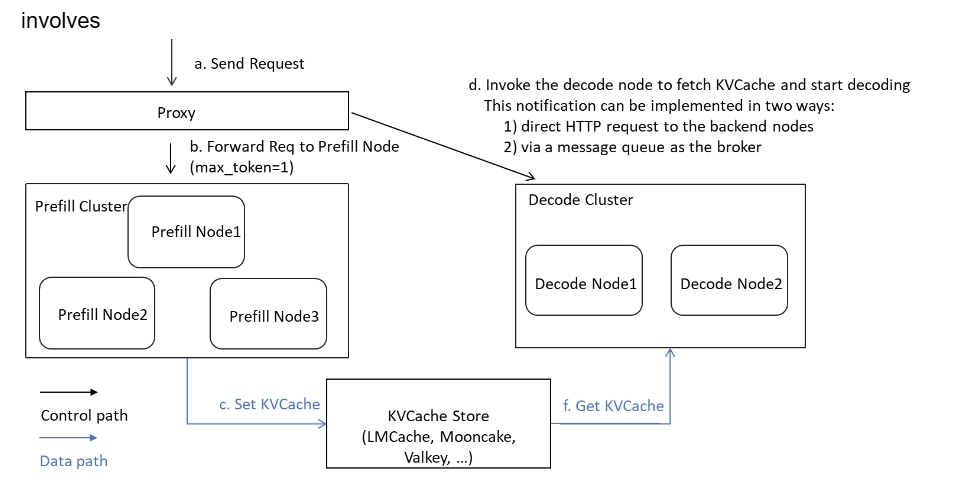 involves
a. Send Request
Proxy
b. Forward Req to Prefill Node
(max_token=1)
d. Invoke the decode node to fetch KVCache and start decoding
This notification can be implemented in two ways:
1) direct HTTP request to the backend nodes
2) via a message queue as the broker
Prefill Cluster
Prefill Node1
Prefill Node2
Prefill Node3
Decode Cluster
Decode Node1
Decode Node2
c. Set KVCache
KVCache Store
(LMCache, Mooncake,
Valkey, ...)
f. Get KVCache
Control path
Data path